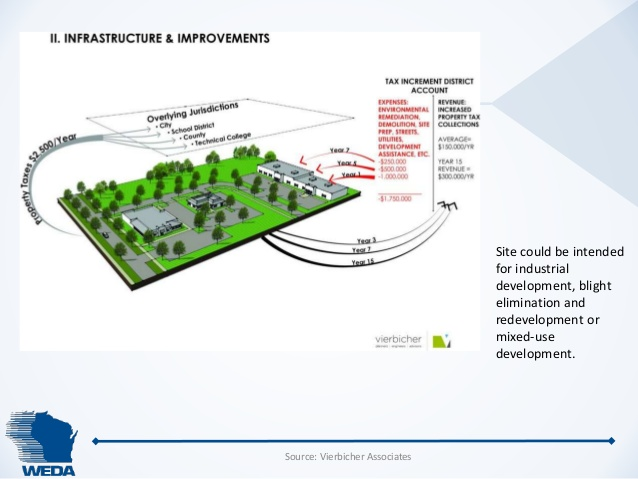 II. INFRASTRUCTURE & IMPROVEMENTS
TAX INCREMENT DISTRICT
ACCOUNT
EXPENSES:
ENVIRONMENTAL
REMEDIATION,
DEMOLITION, SITE
PREP, STREETS,
UTILITIES,
DEVELOPMENT
ASSISTANCE, ETC.
-$250,000
-$500,000
-1,000,000
-$1,750,000
REVENUE:
INCREASED
PROPERTY TAX
COLLECTIONS
AVERAGE=
$150,000/YR
YEAR 15
REVENUE =
$300,000/YR
Overlying Jurisdictions
• City
• School District
• County
• Technical College
Property Taxes $2,500/Year
Year 7
Year 5
Year 1
Year 3
Year 7
Year 15
vierbicher
Site could be intended
for industrial
development, blight
elimination and
redevelopment or
mixed-use
development.
WEDA
Source: Vierbicher Associates